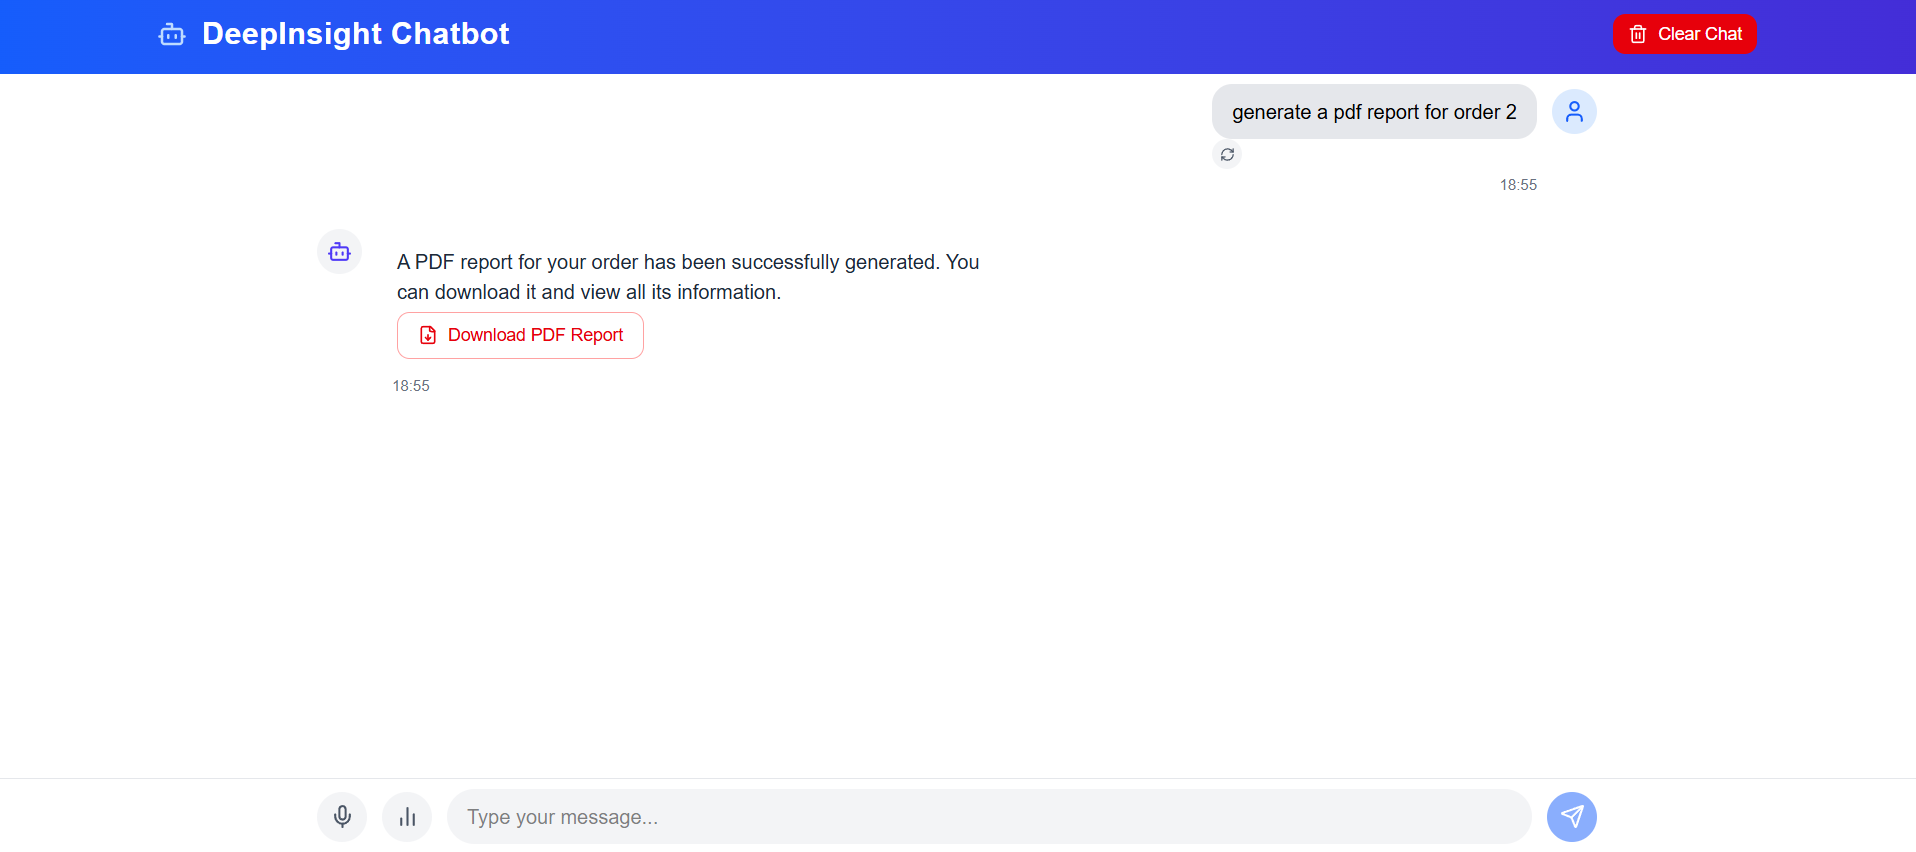 DeepInsight Chatbot
Clear Chat
generate a pdf report for order 2
18:55
A PDF report for your order has been successfully generated. You
can download it and view all its information.
Download PDF Report
18:55
Type your message...